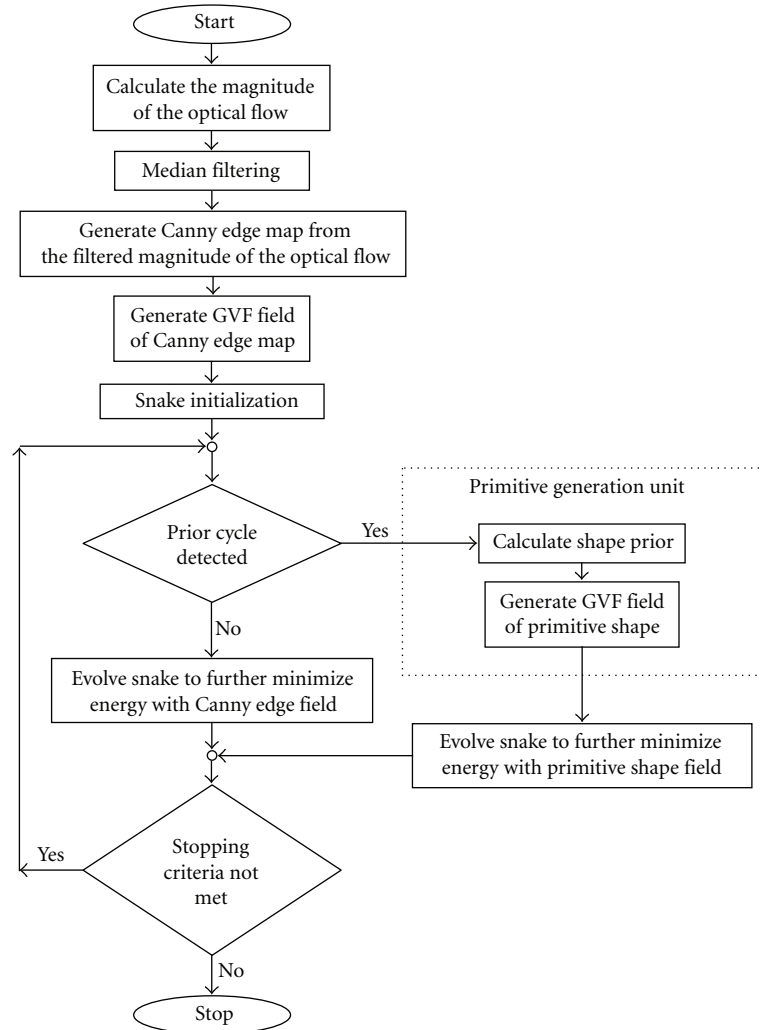 Start
Calculate the magnitude
of the optical flow
Median filtering
Generate Canny edge map from
the filtered magnitude of the optical flow
Generate GVF field
of Canny edge map
Snake initialization
Prior cycle
detected
Yes
Primitive generation unit
Calculate shape prior
Generate GVF field
of primitive shape
No
Evolve snake to further minimize
energy with Canny edge field
Evolve snake to further minimize
energy with primitive shape field
Stopping
criteria not
met
Yes
No
Stop